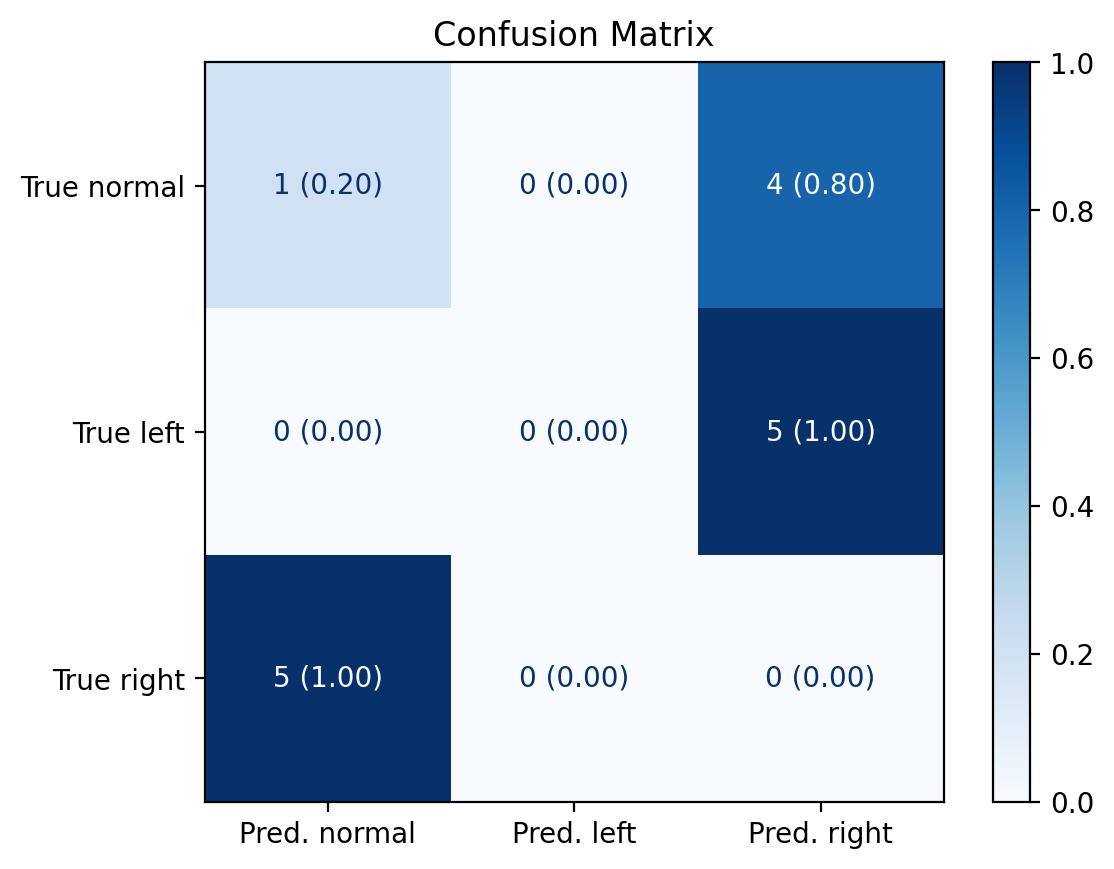 Confusion Matrix
True normal
1 (0.20)
0 (0.00)
4 (0.80)
True left
0 (0.00)
0 (0.00)
5 (1.00)
True right
5 (1.00)
0 (0.00)
0 (0.00)
Pred. normal
Pred. left
Pred. right
1.0
0.8
0.6
0.4
0.2
0.0